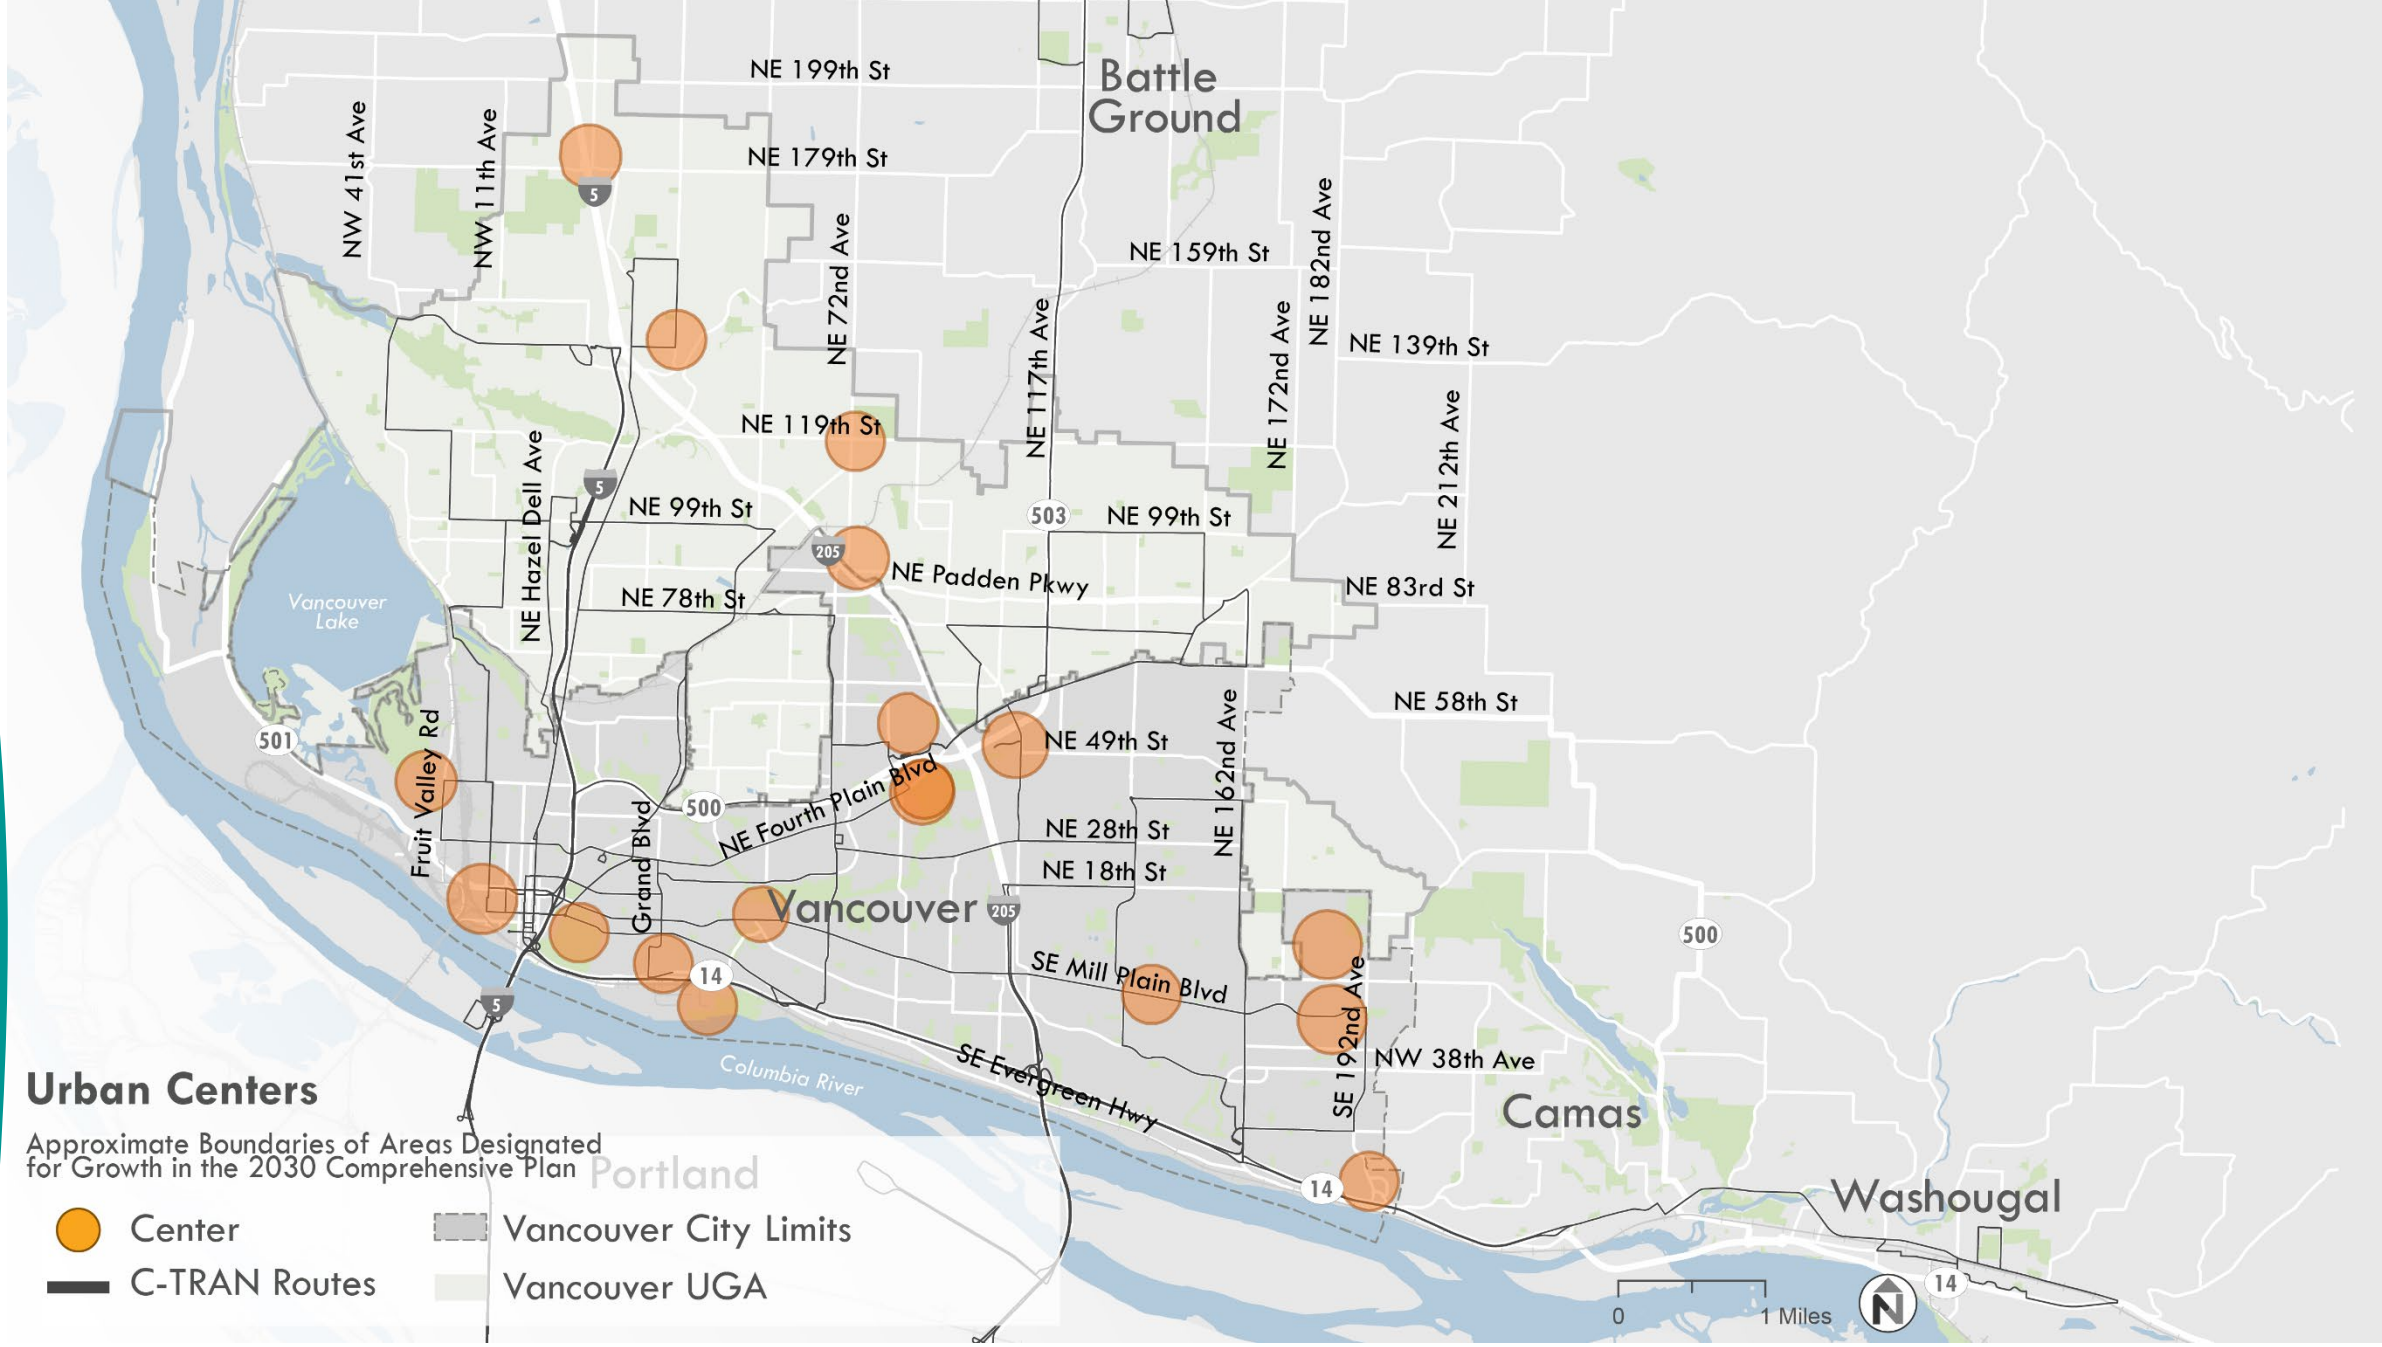 NE 199th St
Battle
Ground
NW 41st Ave
NW 11th Ave
NE 179th St
5
NE 72nd Ave
NE 182nd Ave
NE 159th St
NE 117th Ave
NE 172nd Ave
NE 139th St
NE 119th St
NE 212th Ave
NE Hazel Dell Ave
5
NE 99th St
503
NE 99th St
205
NE Padden Pkwy
NE 83rd St
NE 78th St
Vancouver
Lake
NE 58th St
NE 162nd Ave
501
Fruit Valley Rd
NE 49th St
500
NE Fourth Plain Blvd
Grand Blvd
NE 28th St
NE 18th St
Vancouver
205
500
14
SE Mill Plain Blvd
5
SE 192nd Ave
NW 38th Ave
Columbia River
SE Evergreen Hwy
Camas
14
Washougal
14
Urban Centers
Approximate Boundaries of Areas Designated
for Growth in the 2030 Comprehensive Plan
Portland
Center
Vancouver City Limits
C-TRAN Routes
Vancouver UGA
0
1 Miles
N